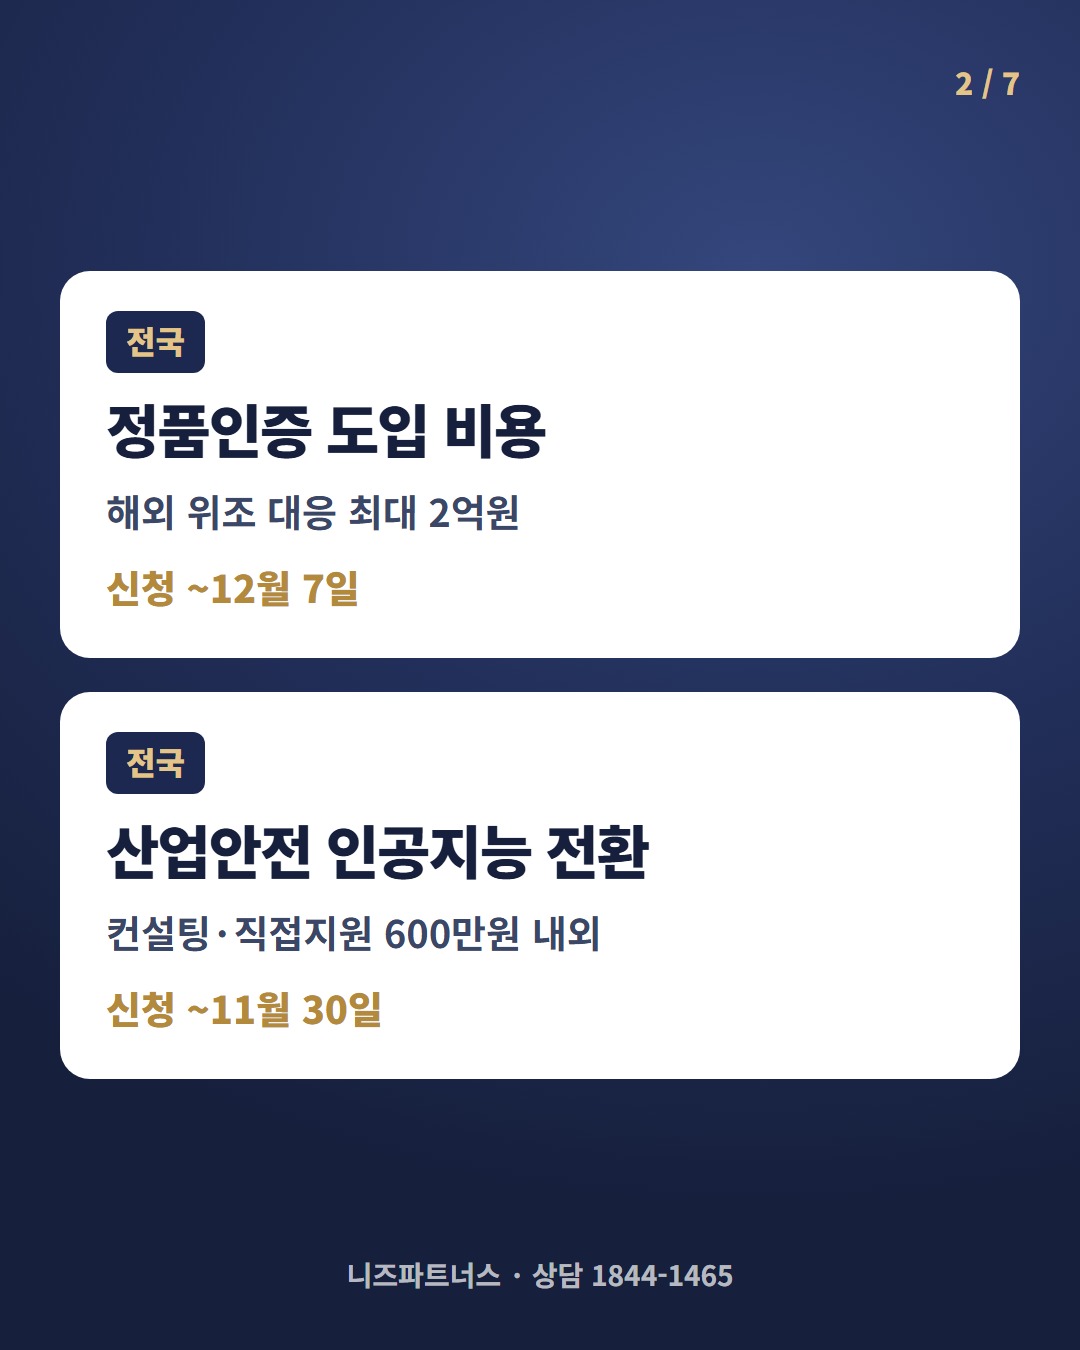 2 / 7
전국
정품인증 도입 비용
해외 위조 대응 최대 2억원
신청 ~12월 7일
전국
산업안전 인공지능 전환
컨설팅·직접지원 600만원 내외
신청 ~11월 30일
니즈파트너스 · 상담 1844-1465